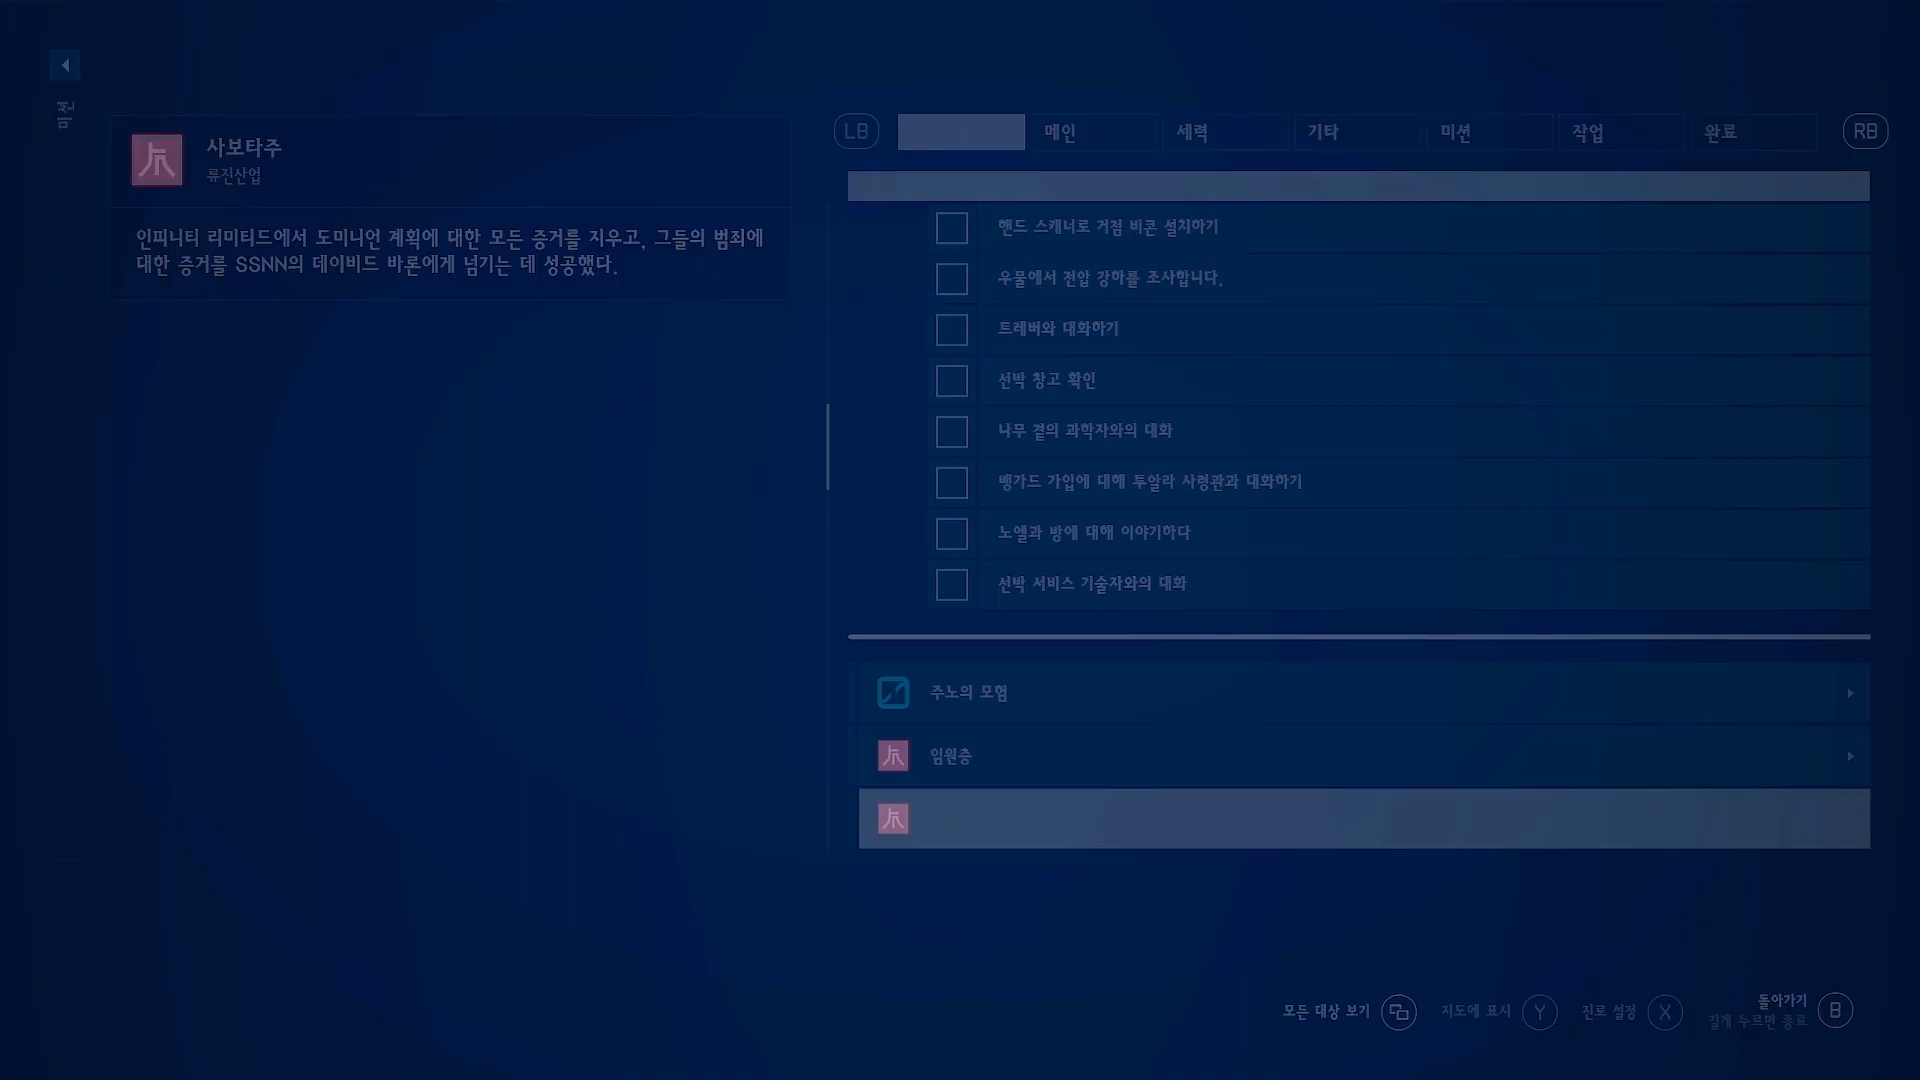 미션
사보타주
류진산업
인피니티 리미티드에서 도미니언 계획에 대한 모든 증거를 지우고, 그들의 범죄에
대한 증거를 SSNN의 데이비드 바론에게 넘기는 데 성공했다.
LB
메인
세력
기타
미션
작업
완료
RB
핸드 스캐너로 거점 비콘 설치하기
우물에서 전압 강하를 조사합니다.
트레버와 대화하기
선박 창고 확인
나무 곁의 과학자와의 대화
뱅가드 가입에 대해 투알라 사령관과 대화하기
노엘과 방에 대해 이야기하다
선박 서비스 기술자와의 대화
주노의 모험
임원층
모든 대상 보기
지도에 표시 Y
진로 설정 X
돌아가기 B
길게 누르면 종료